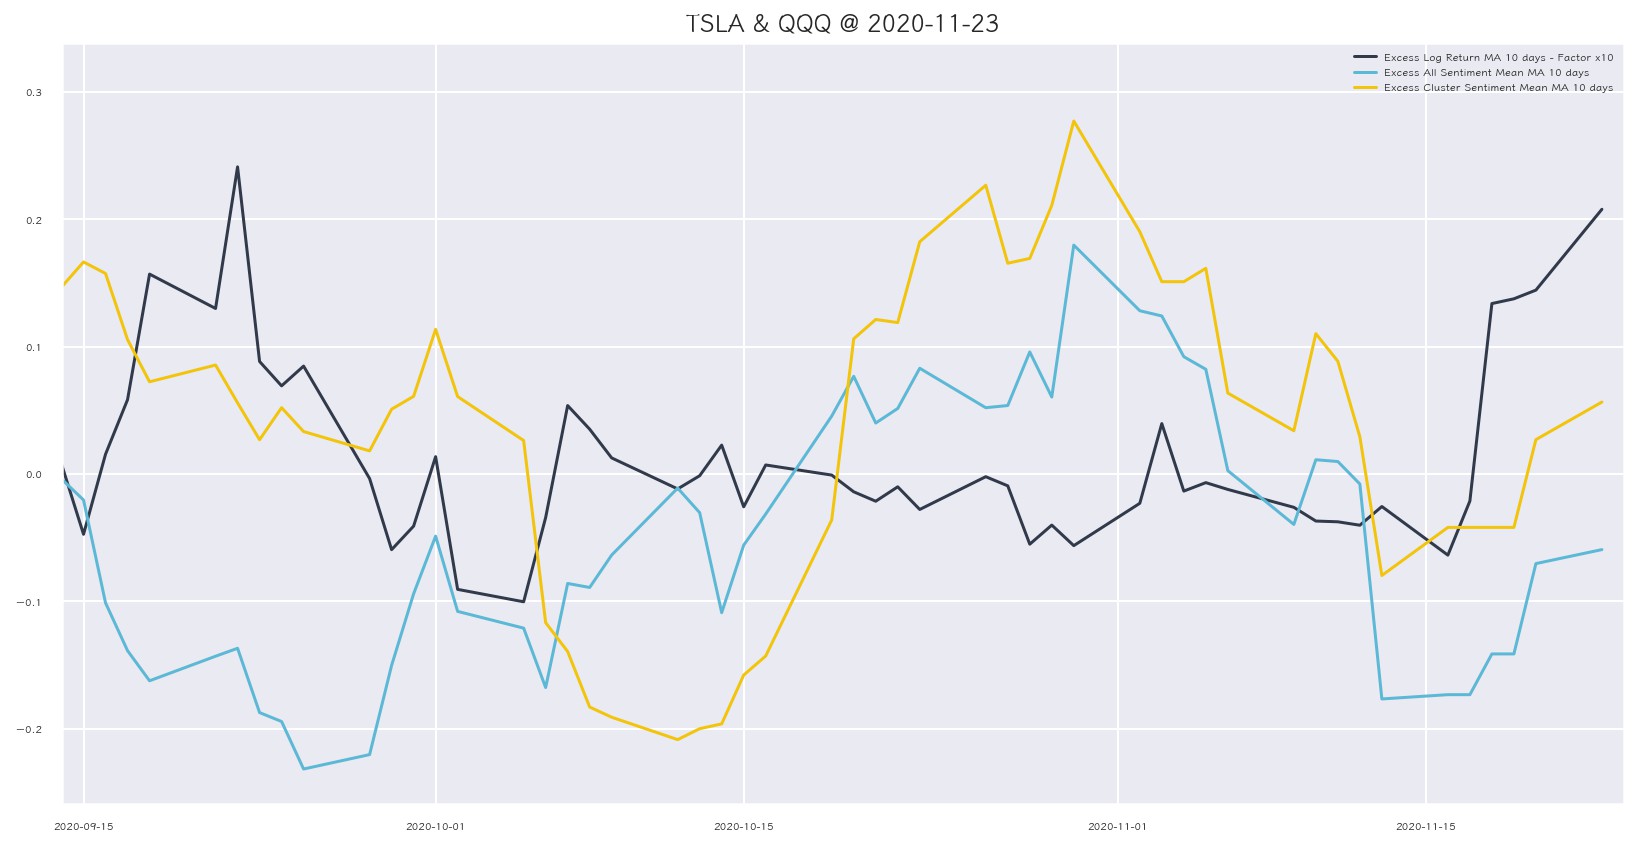 TSLA & QQQ @ 2020-11-23
Excess Log Return MA 10 days - Factor x10
Excess All Sentiment Mean MA 10 days
Excess Cluster Sentiment Mean MA 10 days
0.3
0.2
0.1
0.0
−0.1
−0.2
2020-09-15 2020-10-01 2020-10-15 2020-11-01 2020-11-15